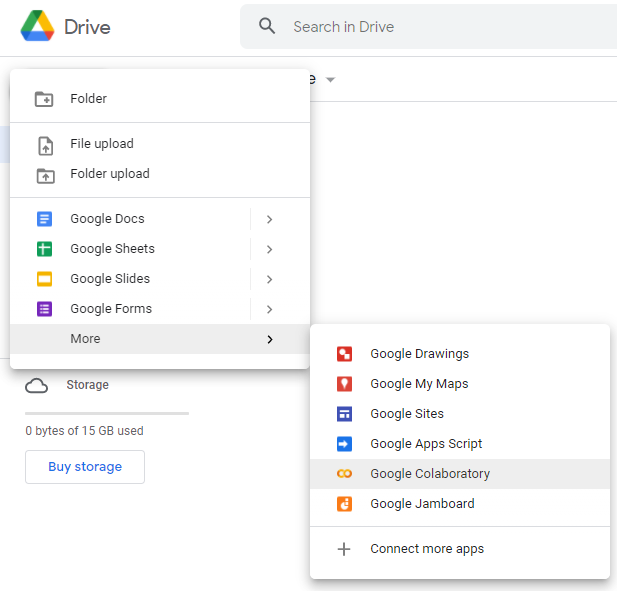 Drive
Search in Drive
e
Folder
File upload
Folder upload
Google Docs
Google Sheets
Google Slides
Google Forms
More
Google Drawings
Google My Maps
Google Sites
Google Apps Script
Google Colaboratory
Google Jamboard
Connect more apps
Storage
0 bytes of 15 GB used
Buy storage